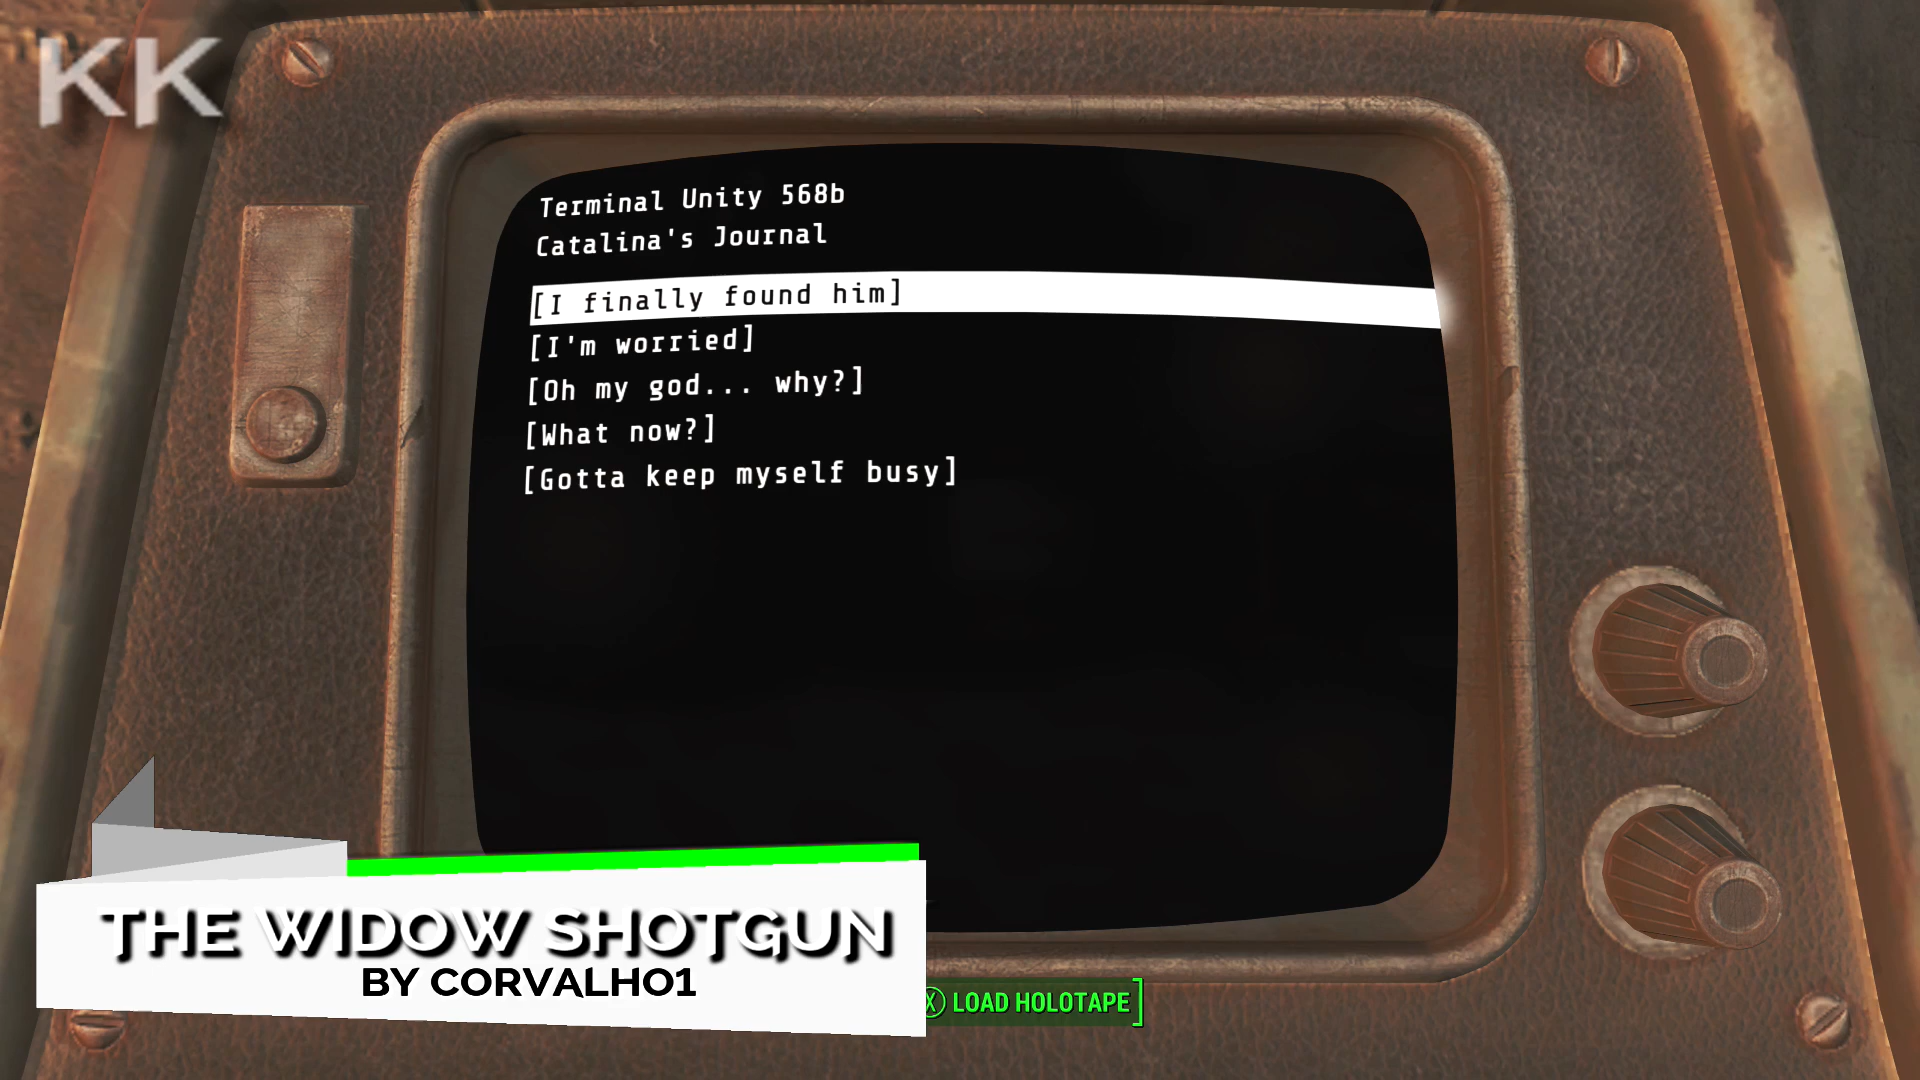 KK
Terminal Unity 568b
Catalina's Journal
[I finally found him]
[I'm worried]
[Oh my god... why?]
[What now?]
[Gotta keep myself busy]
THE WIDOW SHOTGUN
BY CORVALHO1
X) LOAD HOLOTAPE]